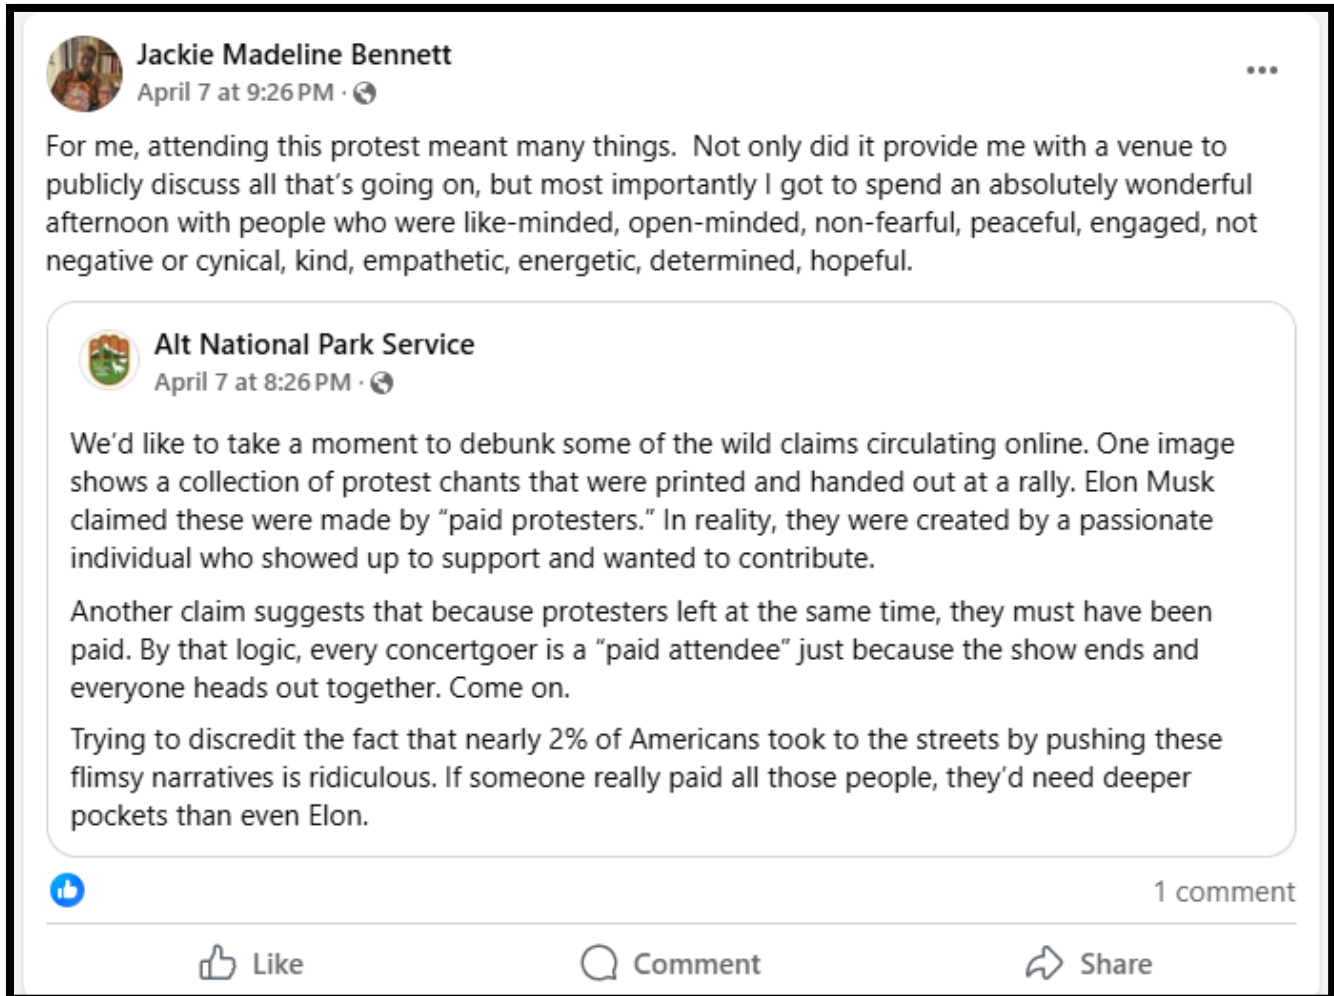 Jackie Madeline Bennett
April 7 at 9:26 PM ·
For me, attending this protest meant many things.  Not only did it provide me with a venue to
publicly discuss all that’s going on, but most importantly I got to spend an absolutely wonderful
afternoon with people who were like-minded, open-minded, non-fearful, peaceful, engaged, not
negative or cynical, kind, empathetic, energetic, determined, hopeful.
Alt National Park Service
April 7 at 8:26 PM ·
We’d like to take a moment to debunk some of the wild claims circulating online. One image
shows a collection of protest chants that were printed and handed out at a rally. Elon Musk
claimed these were made by “paid protesters.” In reality, they were created by a passionate
individual who showed up to support and wanted to contribute.
Another claim suggests that because protesters left at the same time, they must have been
paid. By that logic, every concertgoer is a “paid attendee” just because the show ends and
everyone heads out together. Come on.
Trying to discredit the fact that nearly 2% of Americans took to the streets by pushing these
flimsy narratives is ridiculous. If someone really paid all those people, they’d need deeper
pockets than even Elon.
1 comment
Like
Comment
Share